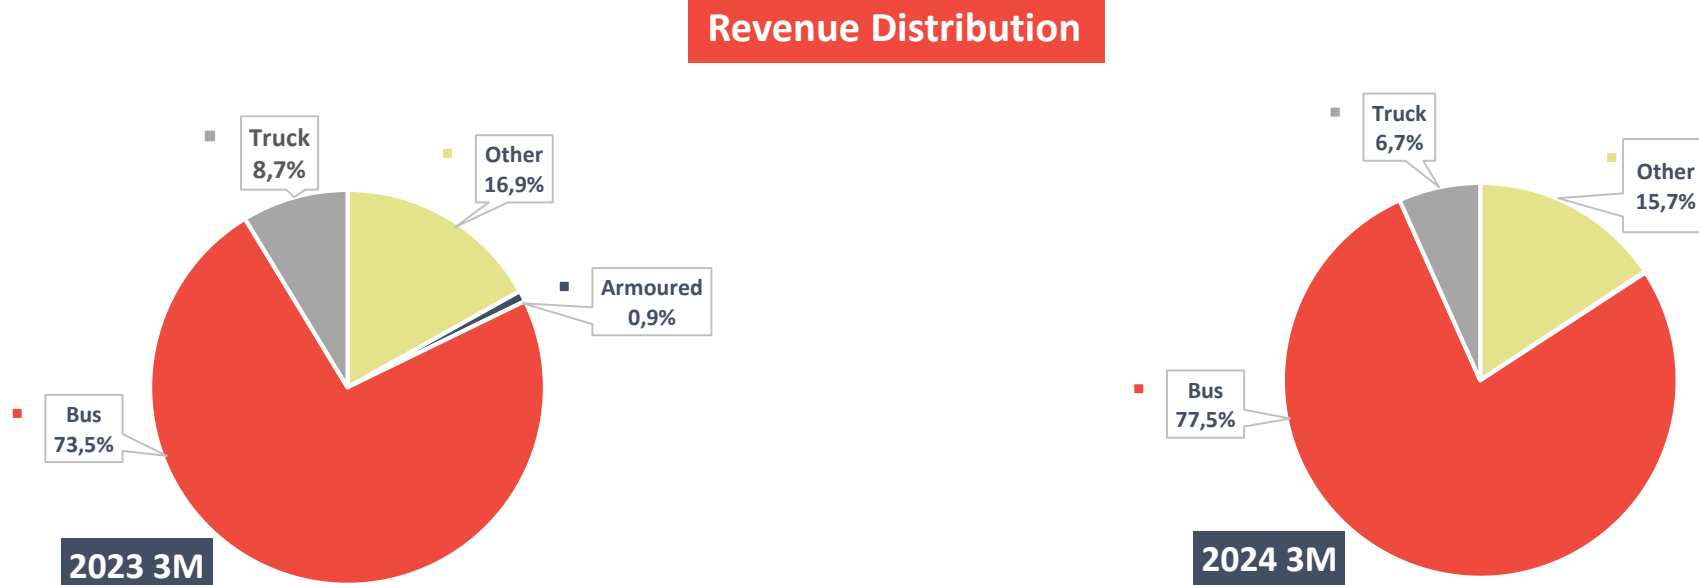 Revenue Distribution
Truck
8,7%
Other
16,9%
Armoured
0,9%
Bus
73,5%
2023 3M
Truck
6,7%
Other
15,7%
Bus
77,5%
2024 3M